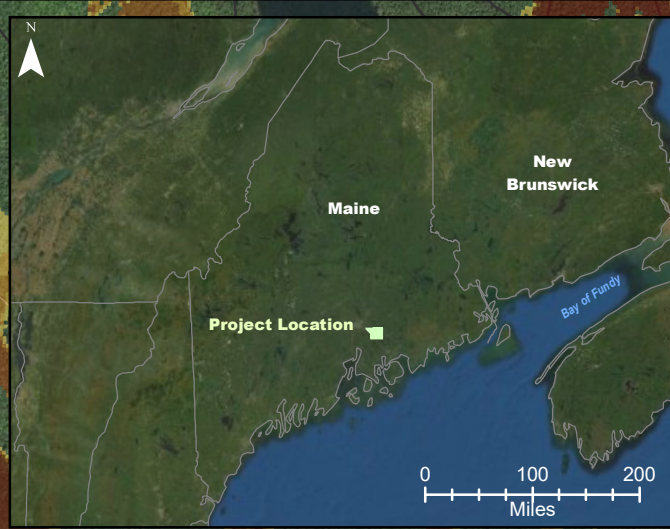 N
New
Brunswick
Maine
Project Location
Bay of Fundy
0 100 200
Miles